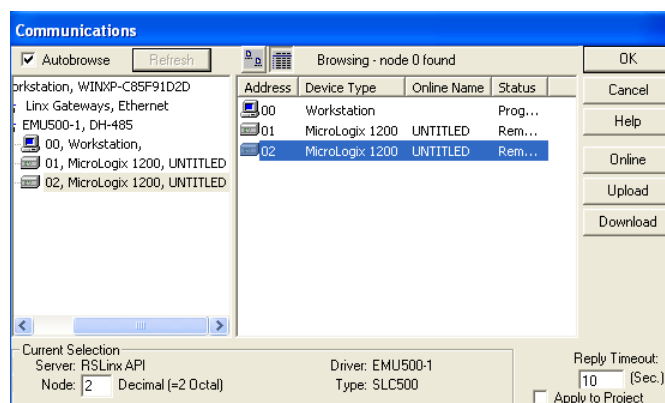 Communications
Autobrowse Refresh Browsing - node 0 found OK
Cancel
Help
Online
Upload
Download
orkstation, WINXP-C85F91D2D
Linx Gateways, Ethernet
EMU500-1, DH-485
00, Workstation,
01, MicroLogix 1200, UNTITLED
02, MicroLogix 1200, UNTITLED
Address Device Type Online Name Status
00 Workstation Prog...
01 MicroLogix 1200 UNTITLED Rem...
02 MicroLogix 1200 UNTITLED Rem...
Current Selection
Server: RSLinx API Driver: EMU500-1
Node: 2 Decimal (=2 Octal) Type: SLC500
Reply Timeout:
10 (Sec.)
Apply to Project